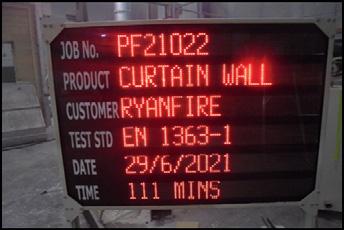 JOB No. PF21022
PRODUCT CURTAIN WALL
CUSTOMER RYANFIRE
TEST STD EN 1363-1
DATE 29/6/2021
TIME 111 MINS